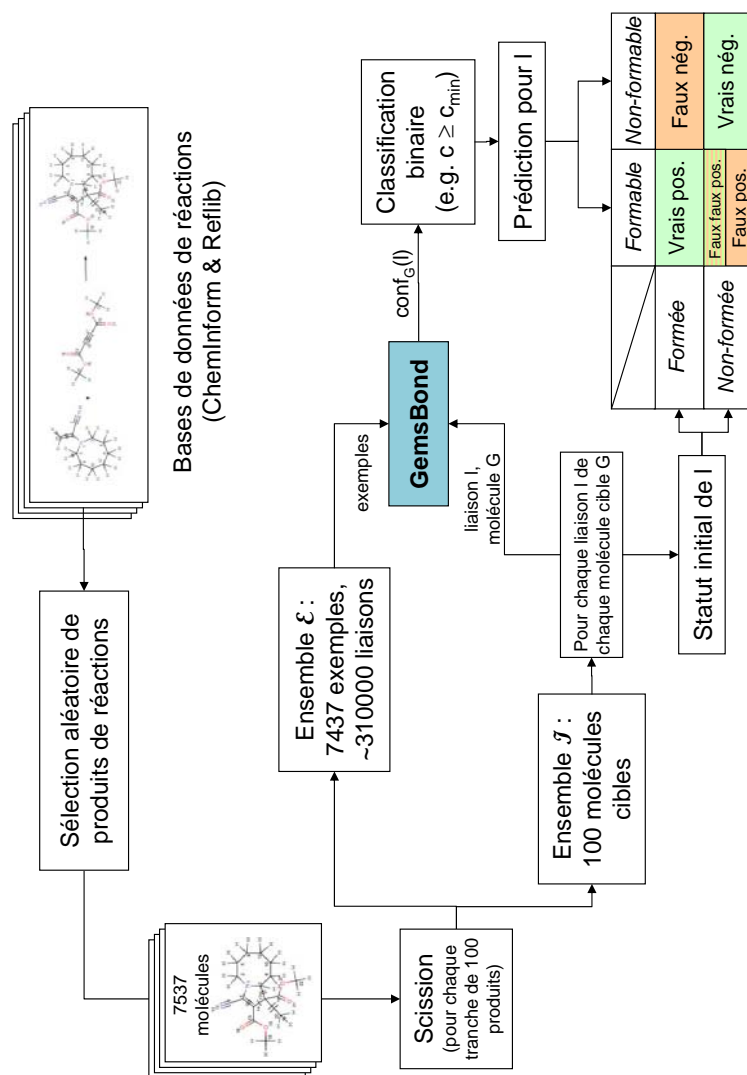 Bases de données de réactions
(ChemInform & Refilib)
Sélection aléatoire de
produits de réactions
7537
molécules
Scission
(pour chaque
tranche de 100
produits)
Ensemble ℰ :
7437 exemples,
~310000 liaisons
Ensemble 𝒯 :
100 molécules
cibles
exemples
GemsBond
liaison l,
molécule G
Pour chaque liaison l de
chaque molécule cible G
conf_G(l)
Classification
binaire
(e.g. c ≥ c_min)
Prédiction pour l
Statut initial de l
Formable
Non-formable
Formée
Vrais pos.
Faux nég.
Non-formée
Faux faux pos.
Faux pos.
Vrais nég.